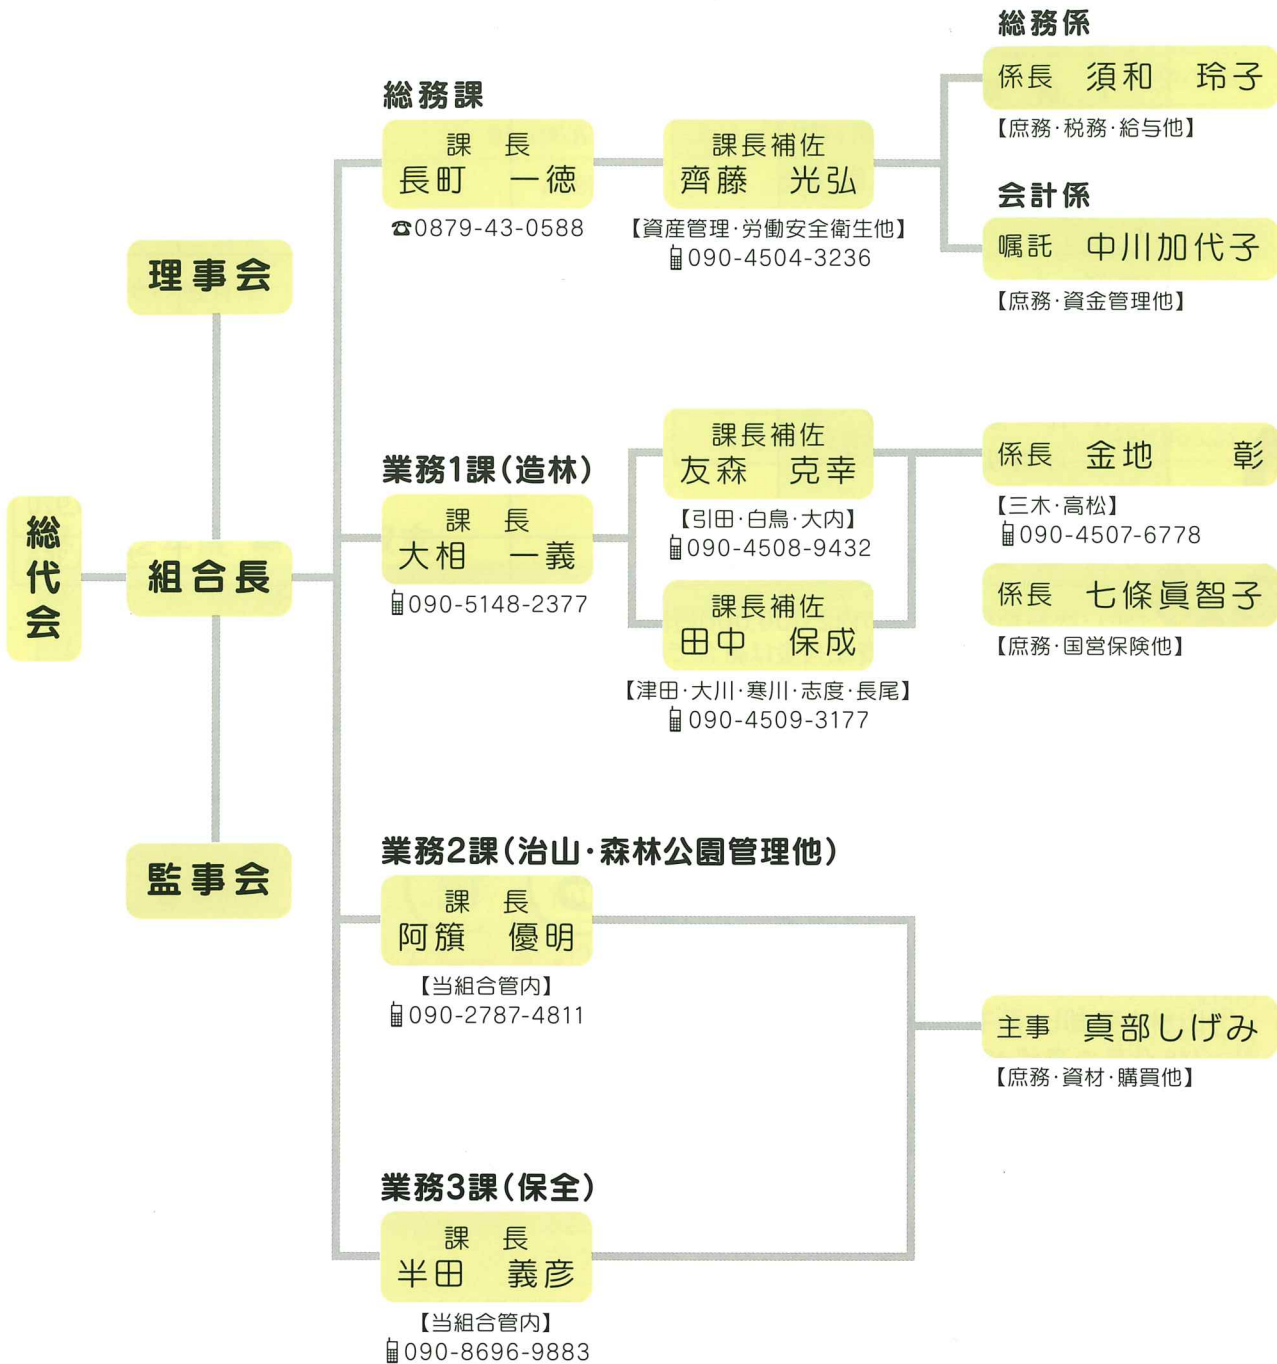 総代会
理事会
組合長
監事会
総務課
課　長
長町　一徳
☎0879-43-0588
課長補佐
齊藤　光弘
【資産管理・労働安全衛生他】
090-4504-3236
総務係
係長　須和　玲子
【庶務・税務・給与他】
会計係
嘱託　中川加代子
【庶務・資金管理他】
業務1課(造林)
課　長
大相　一義
090-5148-2377
課長補佐
友森　克幸
【引田・白鳥・大内】
090-4508-9432
課長補佐
田中　保成
【津田・大川・寒川・志度・長尾】
090-4509-3177
係長　金地　彰
【三木・高松】
090-4507-6778
係長　七條眞智子
【庶務・国営保険他】
業務2課(治山・森林公園管理他)
課　長
阿籏　優明
【当組合管内】
090-2787-4811
業務3課(保全)
課　長
半田　義彦
【当組合管内】
090-8696-9883
主事　真部しげみ
【庶務・資材・購買他】